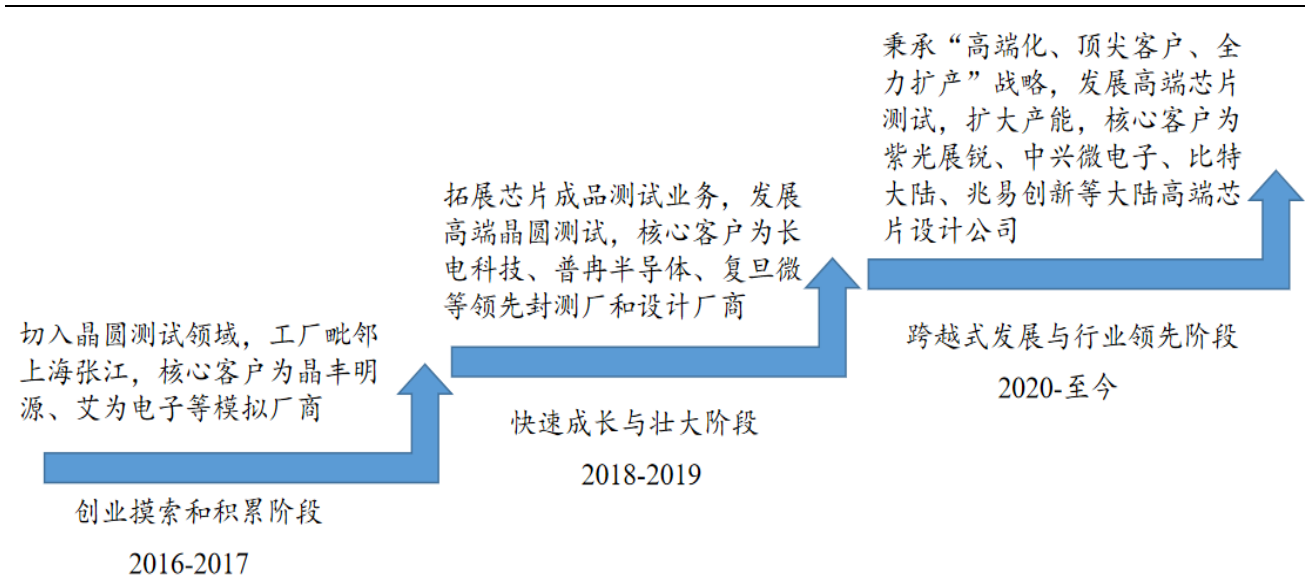 切入晶圆测试领域，工厂毗邻
上海张江，核心客户为晶丰明
源、艾为电子等模拟厂商
创业摸索和积累阶段
2016-2017
拓展芯片成品测试业务，发展
高端晶圆测试，核心客户为长
电科技、普冉半导体、复旦微
等领先封测厂和设计厂商
快速成长与壮大阶段
2018-2019
秉承“高端化、顶尖客户、全
力扩产”战略，发展高端芯片
测试，扩大产能，核心客户为
紫光展锐、中兴微电子、比特
大陆、兆易创新等大陆高端芯
片设计公司
跨越式发展与行业领先阶段
2020-至今